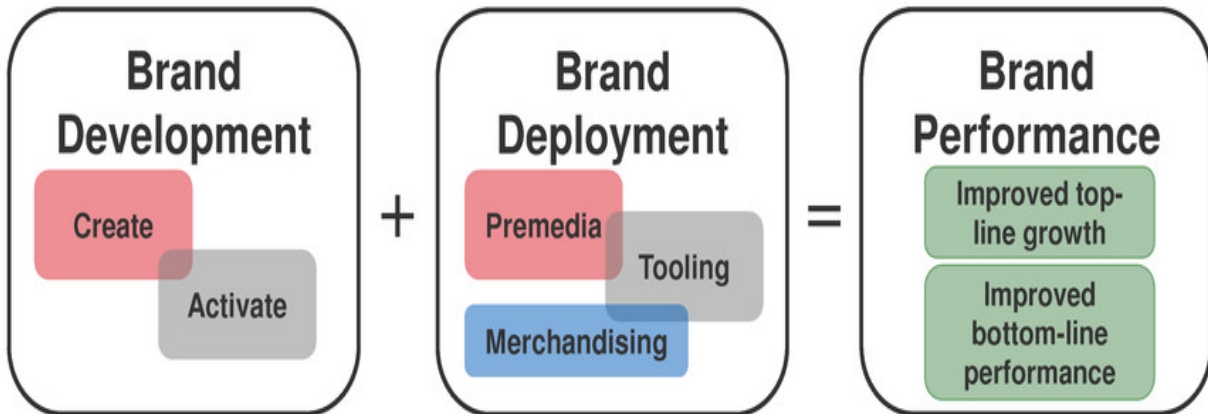 Brand
Development
Create
Activate
+
Brand
Deployment
Premedia
Tooling
Merchandising
=
Brand
Performance
Improved top-
line growth
Improved
bottom-line
performance